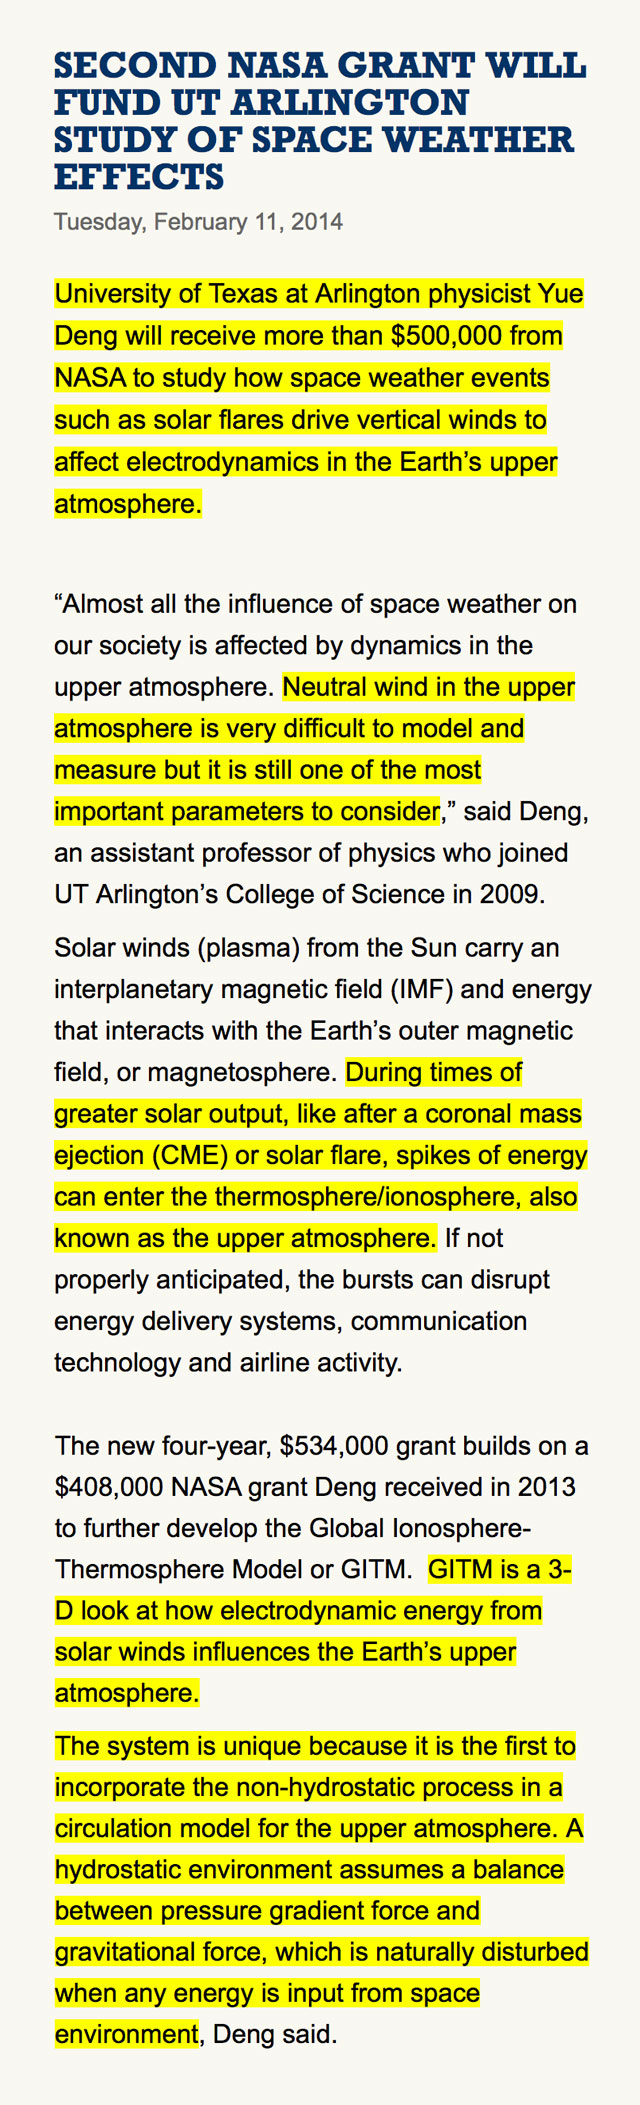 SECOND NASA GRANT WILL
FUND UT ARLINGTON
STUDY OF SPACE WEATHER
EFFECTS
Tuesday, February 11, 2014
University of Texas at Arlington physicist Yue
Deng will receive more than $500,000 from
NASA to study how space weather events
such as solar flares drive vertical winds to
affect electrodynamics in the Earth’s upper
atmosphere.
“Almost all the influence of space weather on
our society is affected by dynamics in the
upper atmosphere. Neutral wind in the upper
atmosphere is very difficult to model and
measure but it is still one of the most
important parameters to consider,” said Deng,
an assistant professor of physics who joined
UT Arlington’s College of Science in 2009.
Solar winds (plasma) from the Sun carry an
interplanetary magnetic field (IMF) and energy
that interacts with the Earth’s outer magnetic
field, or magnetosphere. During times of
greater solar output, like after a coronal mass
ejection (CME) or solar flare, spikes of energy
can enter the thermosphere/ionosphere, also
known as the upper atmosphere. If not
properly anticipated, the bursts can disrupt
energy delivery systems, communication
technology and airline activity.
The new four-year, $534,000 grant builds on a
$408,000 NASA grant Deng received in 2013
to further develop the Global Ionosphere-
Thermosphere Model or GITM.  GITM is a 3-
D look at how electrodynamic energy from
solar winds influences the Earth’s upper
atmosphere.
The system is unique because it is the first to
incorporate the non-hydrostatic process in a
circulation model for the upper atmosphere. A
hydrostatic environment assumes a balance
between pressure gradient force and
gravitational force, which is naturally disturbed
when any energy is input from space
environment, Deng said.